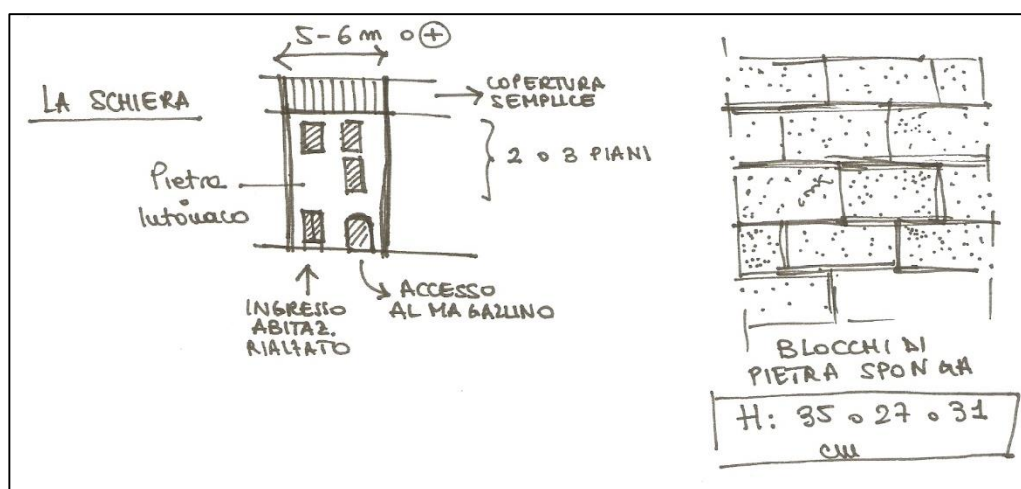 5-6 m o +
LA SCHIERA
COPERTURA
SEMPLICE
2 o 3 PIANI
Pietra
Intonaco
INGRESSO
ABITAZ.
RIALTATO
ACCESSO
AL MAGAZZINO
BLOCCHI DI
PIETRA SPONGA
H: 35 o 27 o 31
cm